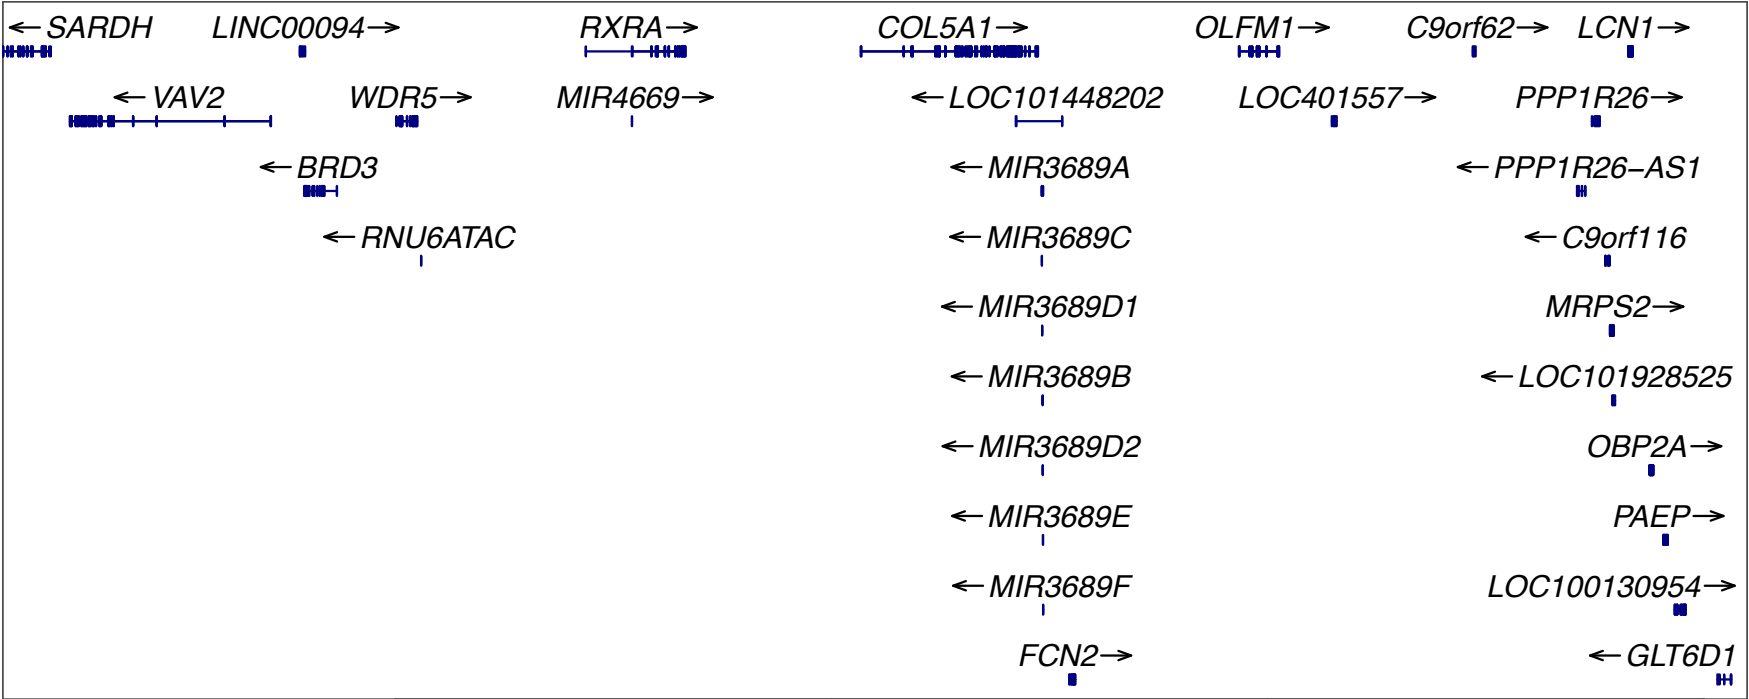 ←SARDH LINC00094→ RXRA→ COL5A1→ OLFM1→ C9orf62→ LCN1→
←VAV2 WDR5→ MIR4669→ ←LOC101448202 LOC401557→ PPP1R26→
←BRD3 ←MIR3689A ←PPP1R26−AS1
←RNU6ATAC ←MIR3689C ←C9orf116
←MIR3689D1 MRPS2→
←MIR3689B ←LOC101928525
←MIR3689D2 OBP2A→
←MIR3689E PAEP→
←MIR3689F LOC100130954→
FCN2→ ←GLT6D1